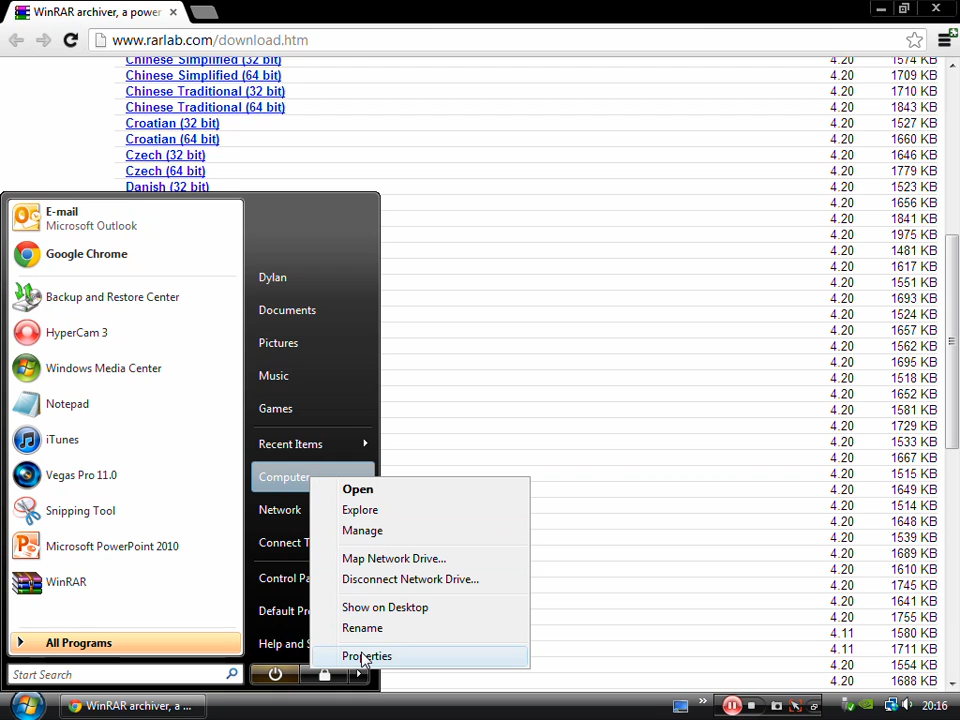 WinRAR archiver, a power
www.rarlab.com/download.htm
Chinese Simplified (32 bit) 4.20 1574 KB
Chinese Simplified (64 bit) 4.20 1709 KB
Chinese Traditional (32 bit) 4.20 1710 KB
Chinese Traditional (64 bit) 4.20 1843 KB
Croatian (32 bit) 4.20 1527 KB
Croatian (64 bit) 4.20 1660 KB
Czech (32 bit) 4.20 1646 KB
Czech (64 bit) 4.20 1779 KB
Danish (32 bit) 4.20 1523 KB
4.20 1656 KB
4.20 1841 KB
4.20 1975 KB
4.20 1481 KB
4.20 1617 KB
4.20 1551 KB
4.20 1693 KB
4.20 1524 KB
4.20 1657 KB
4.20 1562 KB
4.20 1695 KB
4.20 1518 KB
4.20 1652 KB
4.20 1581 KB
4.20 1729 KB
4.20 1533 KB
4.20 1667 KB
4.20 1515 KB
4.20 1649 KB
4.20 1514 KB
4.20 1648 KB
4.20 1539 KB
4.20 1689 KB
4.20 1610 KB
4.20 1745 KB
4.20 1641 KB
4.20 1755 KB
4.11 1580 KB
4.11 1711 KB
4.20 1554 KB
4.20 1688 KB
E-mail
Microsoft Outlook
Google Chrome
Backup and Restore Center
HyperCam 3
Windows Media Center
Notepad
iTunes
Vegas Pro 11.0
Snipping Tool
Microsoft PowerPoint 2010
WinRAR
All Programs
Start Search
Dylan
Documents
Pictures
Music
Games
Recent Items
Computer
Network
Connect T
Control Pa
Default Pr
Help and S
Open
Explore
Manage
Map Network Drive...
Disconnect Network Drive...
Show on Desktop
Rename
Properties
WinRAR archiver, a ...
20:16